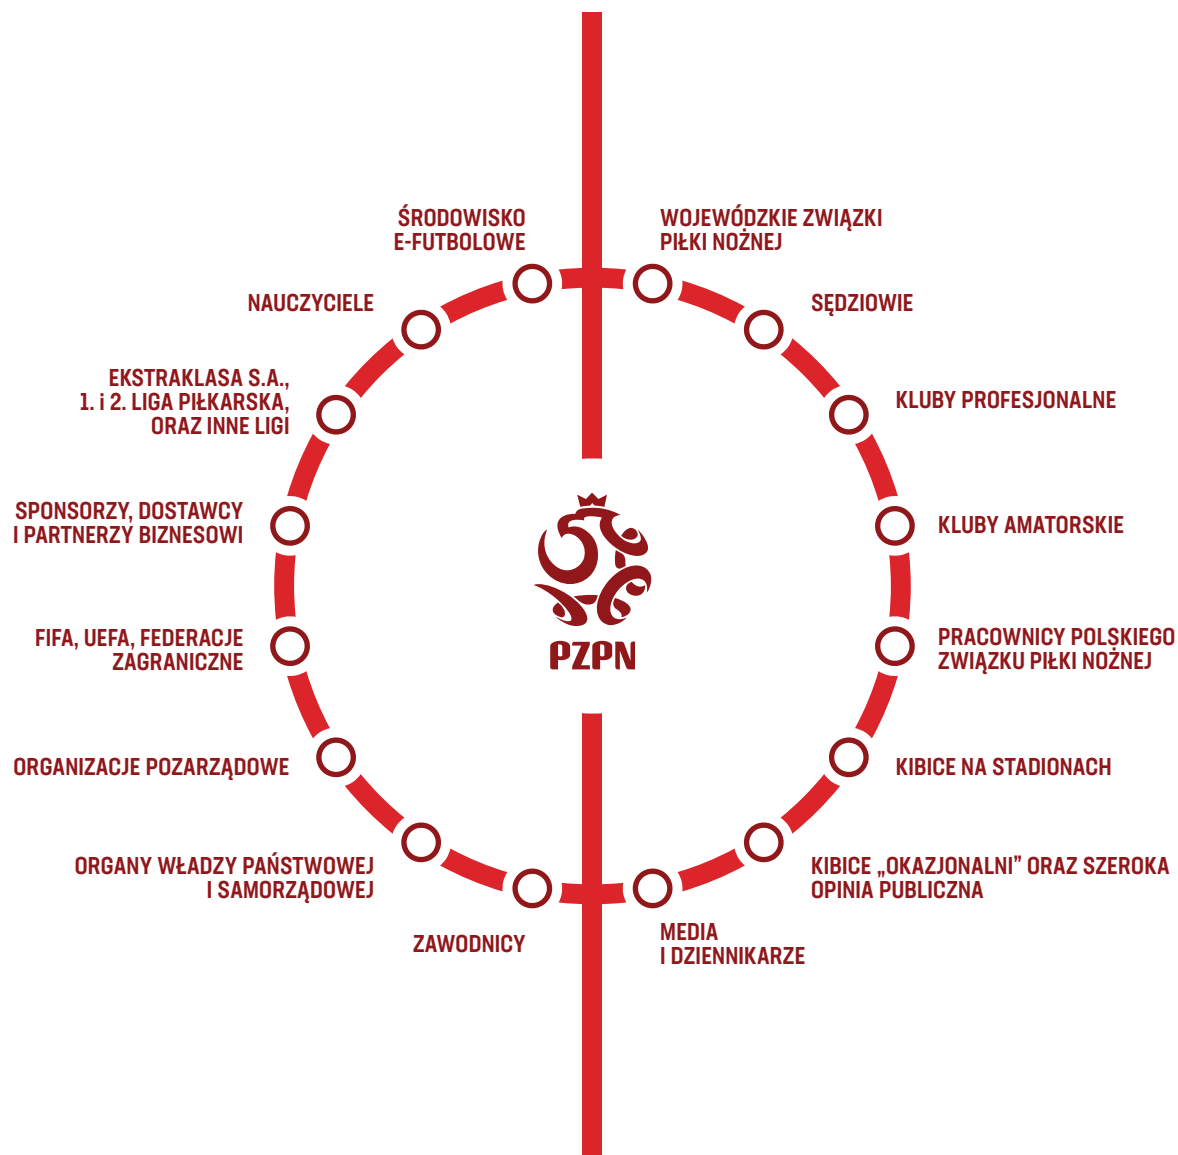 ŚRODOWISKO
E-FUTBOLOWE
WOJEWÓDZKIE ZWIĄZKI
PIŁKI NOŻNEJ
NAUCZYCIELE
SĘDZIOWIE
EKSTRAKLASA S.A.,
1. i 2. LIGA PIŁKARSKA,
ORAZ INNE LIGI
KLUBY PROFESJONALNE
SPONSORZY, DOSTAWCY
I PARTNERZY BIZNESOWI
KLUBY AMATORSKIE
FIFA, UEFA, FEDERACJE
ZAGRANICZNE
PZPN
PRACOWNICY POLSKIEGO
ZWIĄZKU PIŁKI NOŻNEJ
ORGANIZACJE POZARZĄDOWE
KIBICE NA STADIONACH
ORGANY WŁADZY PAŃSTWOWEJ
I SAMORZĄDOWEJ
KIBICE „OKAZJONALNI” ORAZ SZEROKA
OPINIA PUBLICZNA
ZAWODNICY
MEDIA
I DZIENNIKARZE